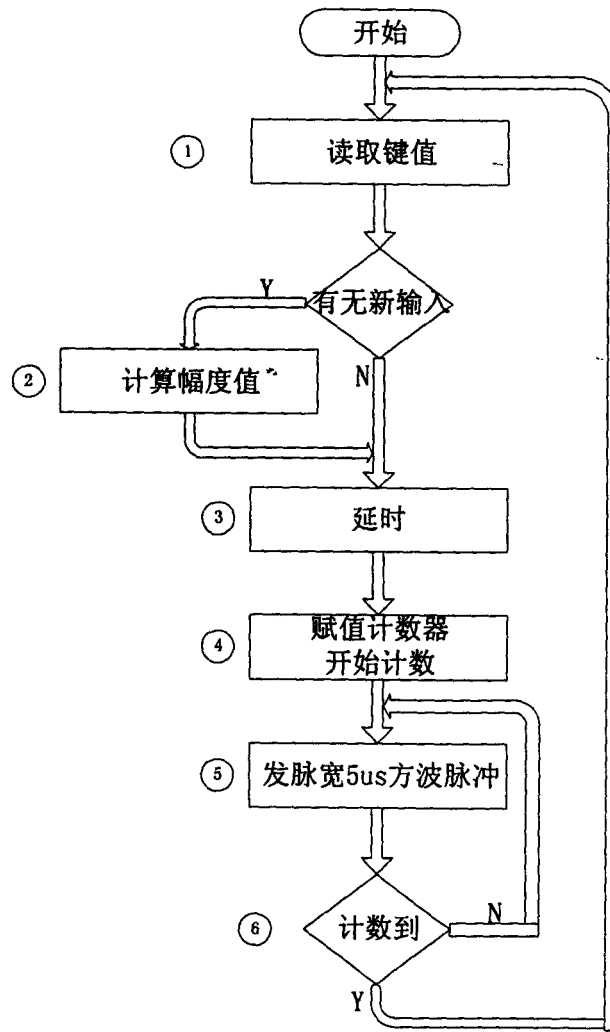 开始
①
读取键值
有无新输入
Y
N
②
计算幅度值
③
延时
④
赋值计数器
开始计数
⑤
发脉宽5us方波脉冲
⑥
计数到
N
Y